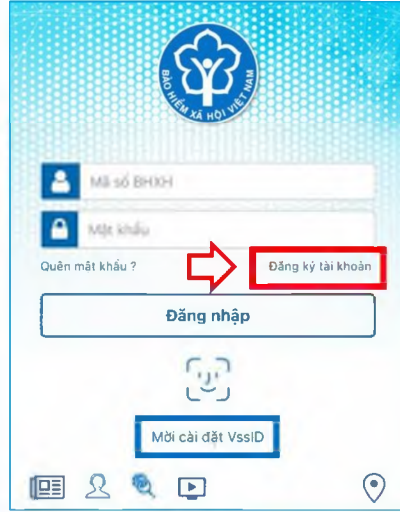 BẢO HIỂM XÃ HỘI VIỆT NAM
Mã số BHXH
Mật khẩu
Quên mật khẩu ?
Đăng ký tài khoản
Đăng nhập
Mời cài đặt VssID